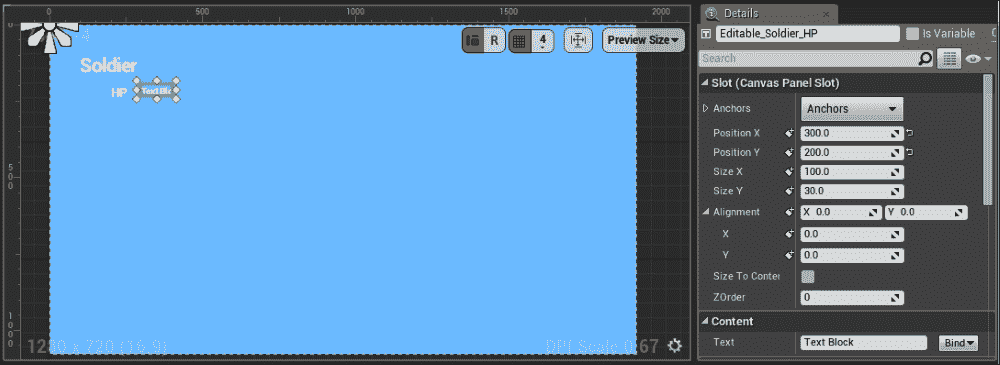 0 500 1000 1500 2000
R 4 Preview Size
Soldier
HP Text Bloc
500
1000
1280 x 720 (16:9) DPI Scale 0.67
Details
Editable_Soldier_HP Is Variable
Search
Slot (Canvas Panel Slot)
Anchors Anchors
Position X 300.0
Position Y 200.0
Size X 100.0
Size Y 30.0
Alignment X 0.0 Y 0.0
X 0.0
Y 0.0
Size To Conter
ZOrder 0
Content
Text Text Block Bind